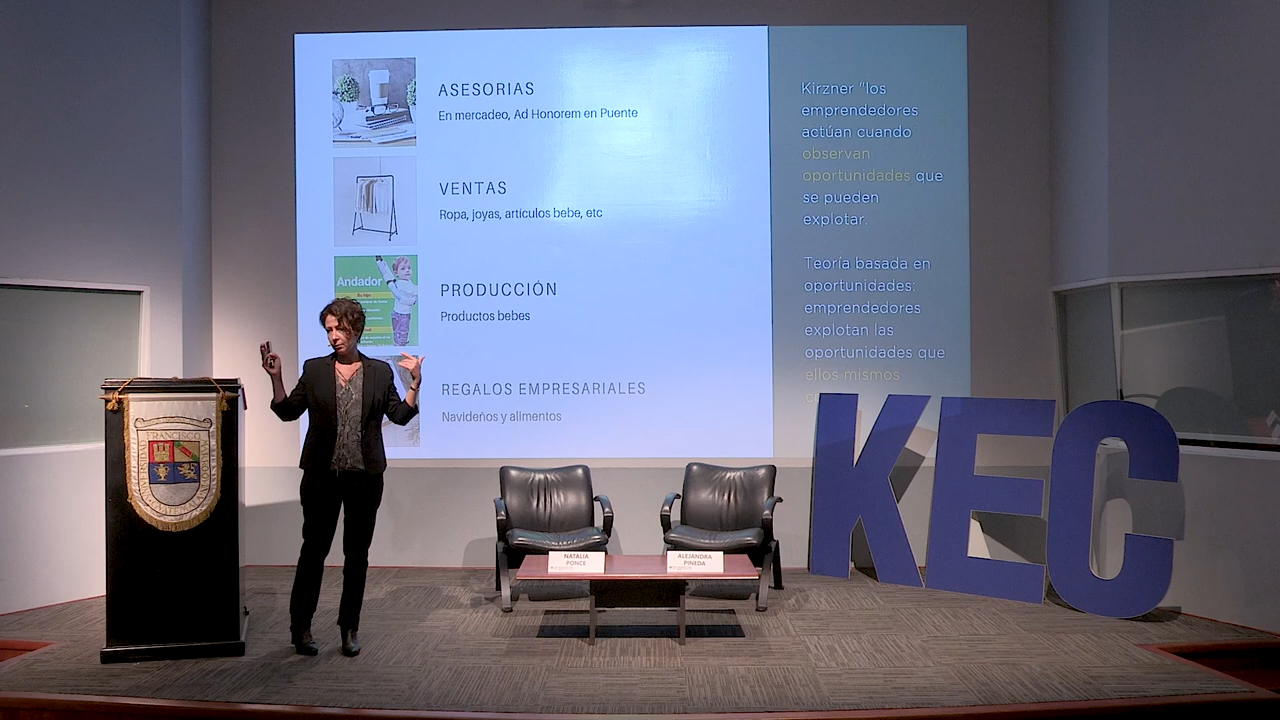 ASESORIAS
En mercadeo, Ad Honorem en Puente
VENTAS
Ropa, joyas, artículos bebe, etc
Andador
PRODUCCIÓN
Productos bebes
REGALOS EMPRESARIALES
Navideños y alimentos
Kirzner "los
emprendedores
actúan cuando
observan
oportunidades que
se pueden
explotar.
Teoría basada en
oportunidades:
emprendedores
explotan las
oportunidades que
ellos mismos
KEC
FRANCISCO
NATALIA
PONCE
ALEJANDRA
PINEDA